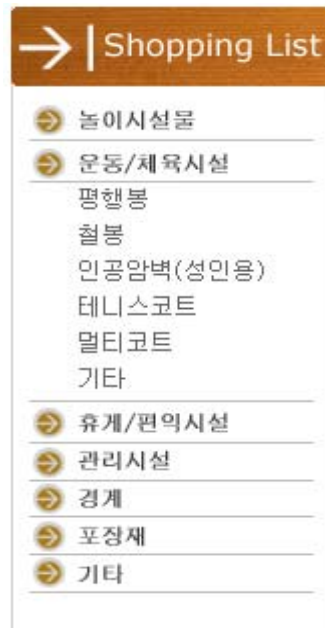 Shopping List
놀이시설물
운동/체육시설
평행봉
철봉
인공암벽(성인용)
테니스코트
멀티코트
기타
휴게/편익시설
관리시설
경계
포장재
기타